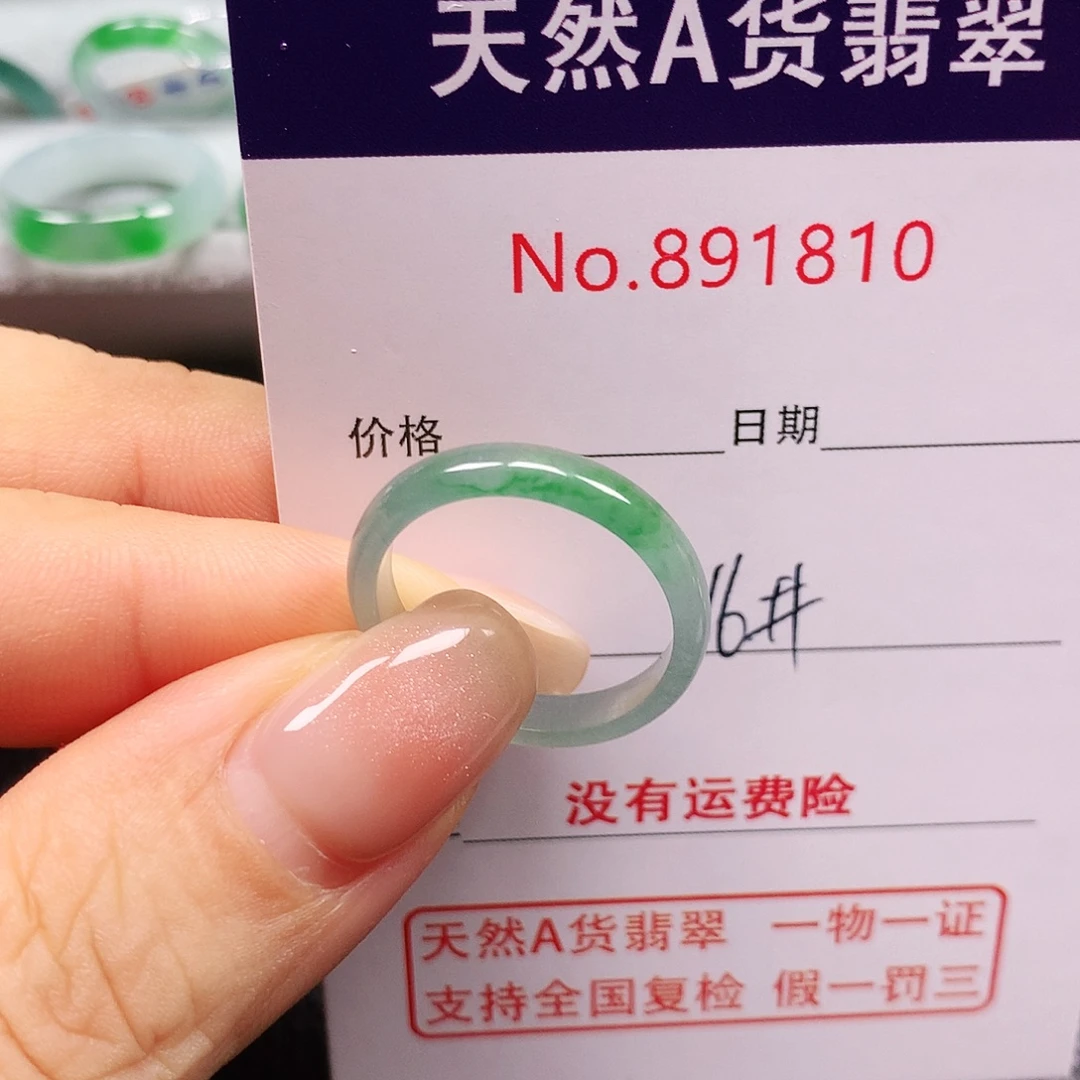 天然A货翡翠
No.891810
价格 日期
16#
没有运费险
天然A货翡翠 一物一证
支持全国复检 假一罚三